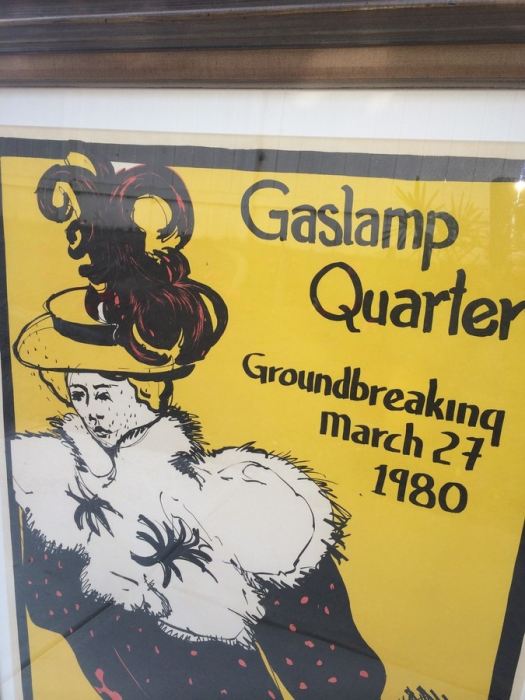 Gaslamp
Quarter
Groundbreaking
March 27
1980